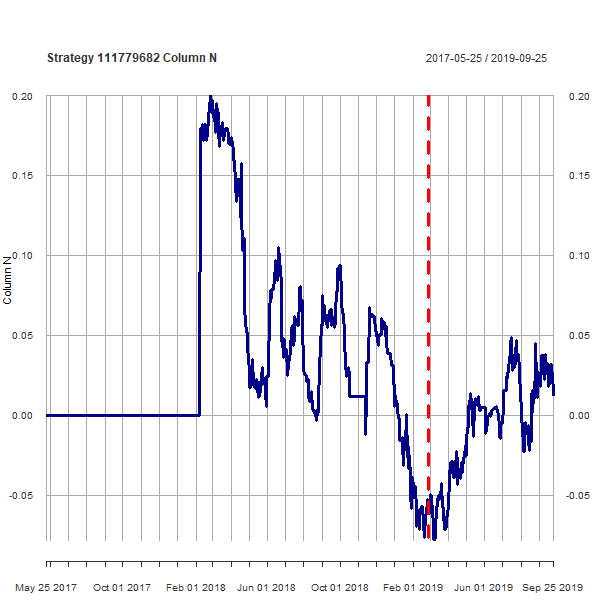 Strategy 111779682 Column N
2017-05-25 / 2019-09-25
0.20 0.20
0.15 0.15
0.10 0.10
Column N
0.05 0.05
0.00 0.00
-0.05 -0.05
May 25 2017 Oct 01 2017 Feb 01 2018 Jun 01 2018 Oct 01 2018 Feb 01 2019 Jun 01 2019 Sep 25 2019